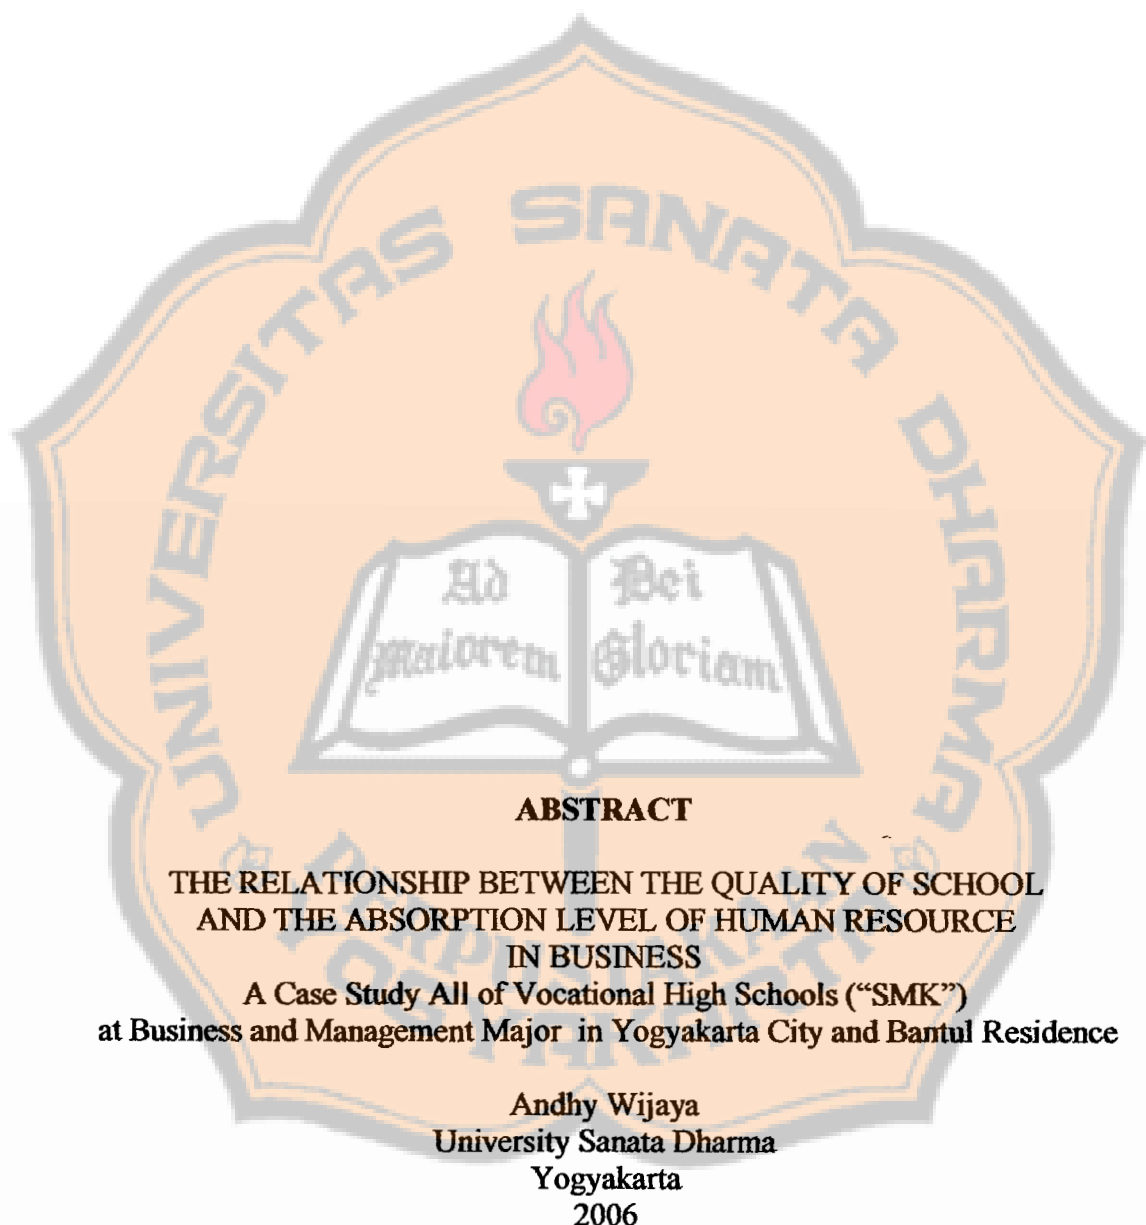 UNIVERSITAS SANATA DHARMA
Ad
Dei
maiorem
Gloriam
ABSTRACT
THE RELATIONSHIP BETWEEN THE QUALITY OF SCHOOL
AND THE ABSORPTION LEVEL OF HUMAN RESOURCE
IN BUSINESS
A Case Study All of Vocational High Schools (“SMK”)
at Business and Management Major in Yogyakarta City and Bantul Residence
Andhy Wijaya
University Sanata Dharma
Yogyakarta
2006
PERPUSTAKAAN
YOGYAKARTA